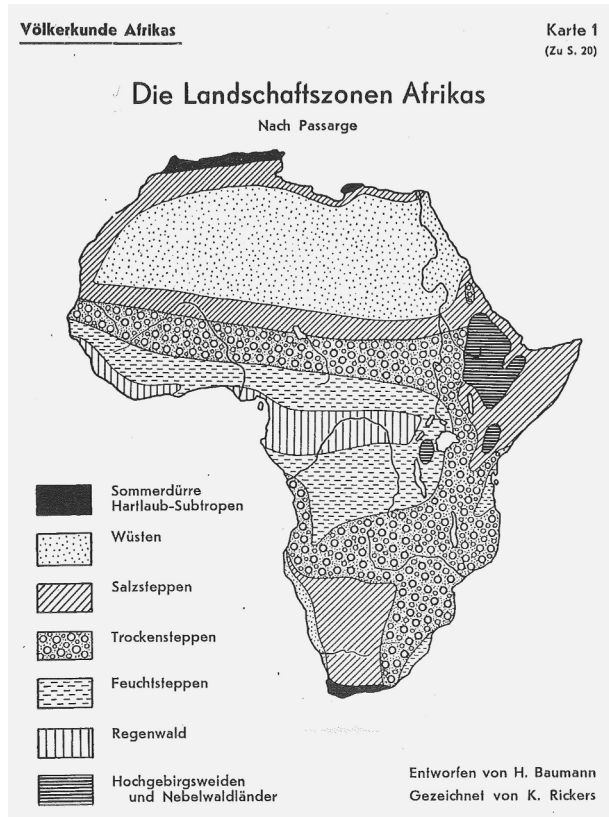 Völkerkunde Afrikas
Karte 1
(Zu S. 20)
Die Landschaftszonen Afrikas
Nach Passarge
Sommerdürre
Hartlaub-Subtropen
Wüsten
Salzsteppen
Trockensteppen
Feuchtsteppen
Regenwald
Hochgebirgsweiden
und Nebelwaldländer
Entworfen von H. Baumann
Gezeichnet von K. Rickers